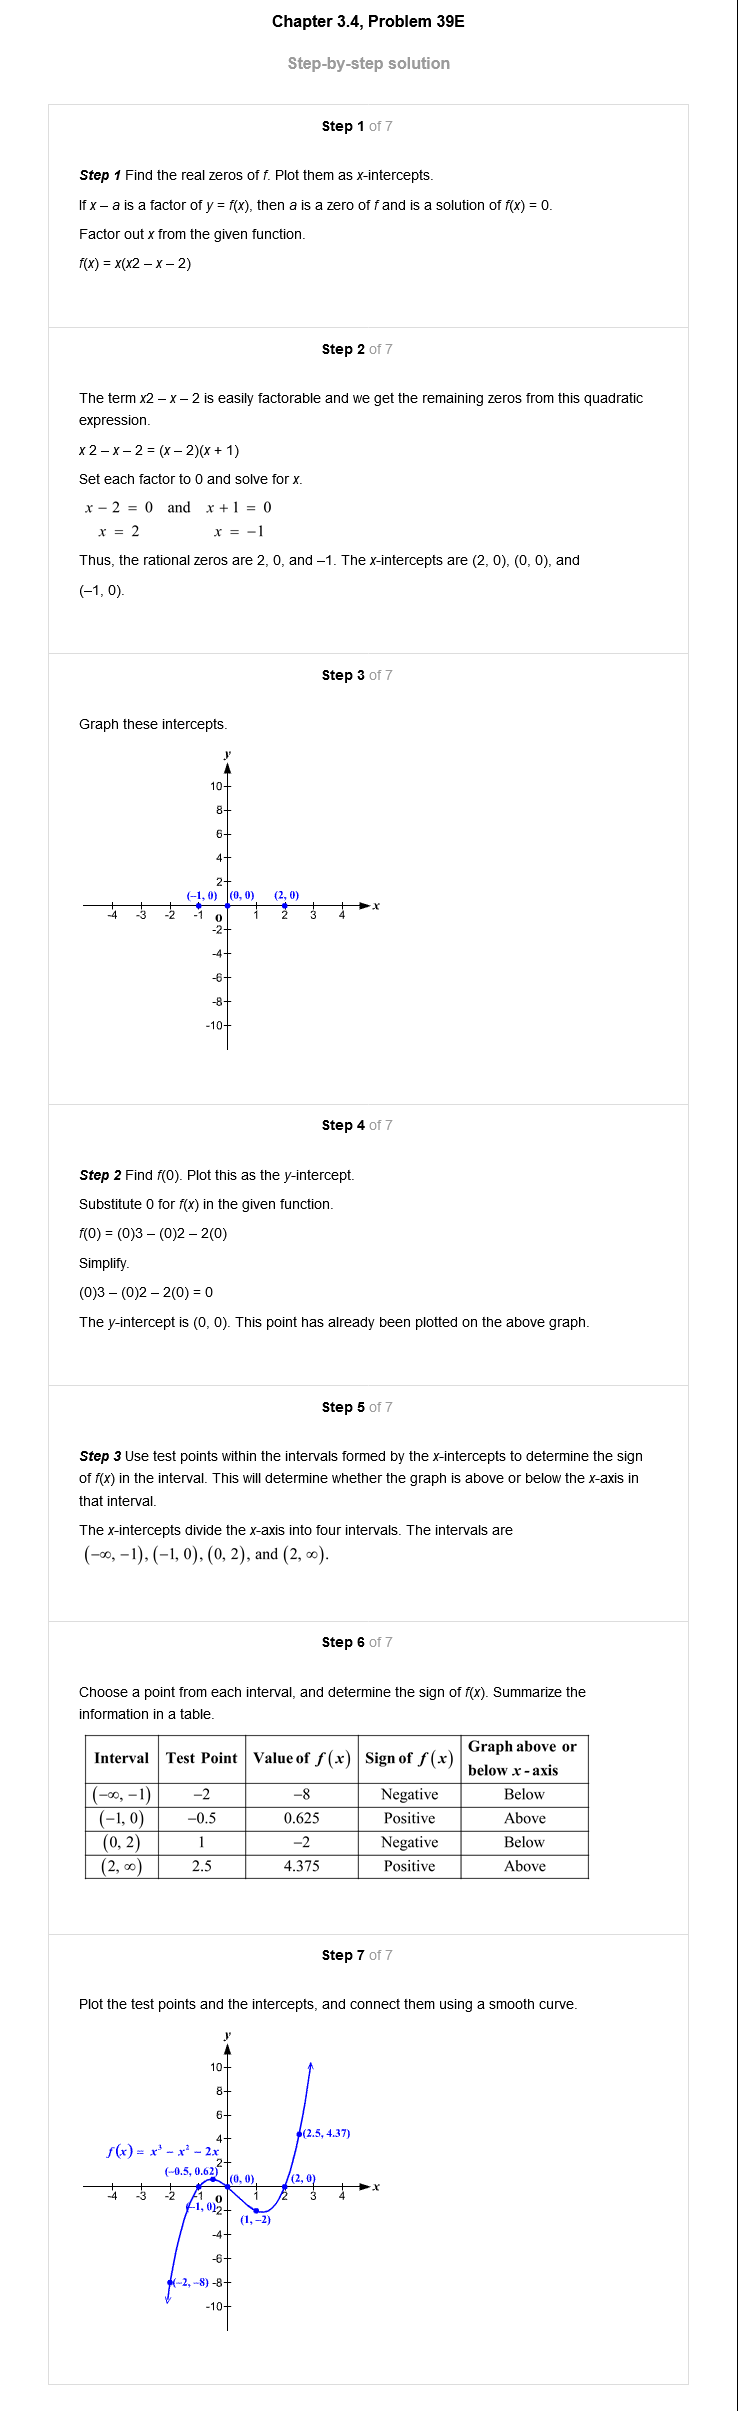 Chapter 3.4, Problem 39E
Step-by-step solution
Step 1 of 7
Step 1 Find the real zeros of f. Plot them as x-intercepts.
If x – a is a factor of y = f(x), then a is a zero of f and is a solution of f(x) = 0.
Factor out x from the given function.
f(x) = x(x2 – x – 2)
Step 2 of 7
The term x2 – x – 2 is easily factorable and we get the remaining zeros from this quadratic
expression.
x 2 – x – 2 = (x – 2)(x + 1)
Set each factor to 0 and solve for x.
x − 2 = 0 and x + 1 = 0
x = 2 x = −1
Thus, the rational zeros are 2, 0, and –1. The x-intercepts are (2, 0), (0, 0), and
(–1, 0).
Step 3 of 7
Graph these intercepts.
y
10
8
6
4
2
(−1, 0) (0, 0) (2, 0)
x
-4 -3 -2 -1 0 1 2 3 4
-2
-4
-6
-8
-10
Step 4 of 7
Step 2 Find f(0). Plot this as the y-intercept.
Substitute 0 for f(x) in the given function.
f(0) = (0)3 – (0)2 – 2(0)
Simplify.
(0)3 – (0)2 – 2(0) = 0
The y-intercept is (0, 0). This point has already been plotted on the above graph.
Step 5 of 7
Step 3 Use test points within the intervals formed by the x-intercepts to determine the sign
of f(x) in the interval. This will determine whether the graph is above or below the x-axis in
that interval.
The x-intercepts divide the x-axis into four intervals. The intervals are
(−∞, −1), (−1, 0), (0, 2), and (2, ∞).
Step 6 of 7
Choose a point from each interval, and determine the sign of f(x). Summarize the
information in a table.
Interval Test Point Value of f(x) Sign of f(x) Graph above or
below x - axis
(−∞, −1) −2 −8 Negative Below
(−1, 0) −0.5 0.625 Positive Above
(0, 2) 1 −2 Negative Below
(2, ∞) 2.5 4.375 Positive Above
Step 7 of 7
Plot the test points and the intercepts, and connect them using a smooth curve.
y
10
8
6
4
(2.5, 4.37)
f(x) = x³ − x² − 2x
2
(−0.5, 0.62)
(0, 0) (2, 0)
x
-4 -3 -2 -1 0 1 2 3 4
(−1, 0)
-2
(1, −2)
-4
-6
(−2, −8) -8
-10